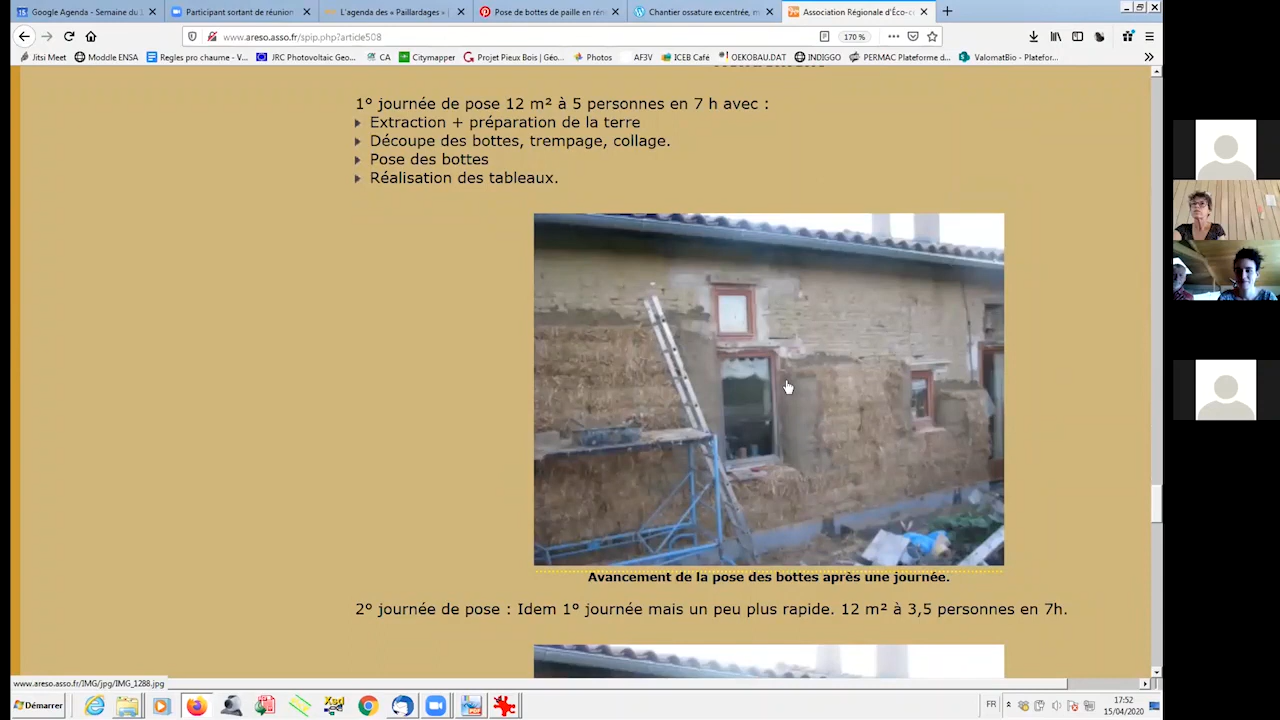 Google Agenda - Semaine du
Participant sortant de réunion
L'agenda des « Paillardages »
Pose de bottes de paille en rén
Chantier ossature excentrée, m
Association Régionale d'Éco-c
www.areso.asso.fr/spip.php?article508
170 %
Jitsi Meet
Moddle ENSA
Regles pro chaume - V...
JRC Photovoltaic Geo...
CA
Citymapper
Projet Pieux Bois | Géo...
Photos
AF3V
ICEB Café
OEKOBAU.DAT
INDIGGO
PERMAC Plateforme d...
ValomatBio - Platefor...
1° journée de pose 12 m² à 5 personnes en 7 h avec :
Extraction + préparation de la terre
Découpe des bottes, trempage, collage.
Pose des bottes
Réalisation des tableaux.
Avancement de la pose des bottes après une journée.
2° journée de pose : Idem 1° journée mais un peu plus rapide. 12 m² à 3,5 personnes en 7h.
www.areso.asso.fr/IMG/jpg/IMG_1288.jpg
Démarrer
FR
17:52
15/04/2020